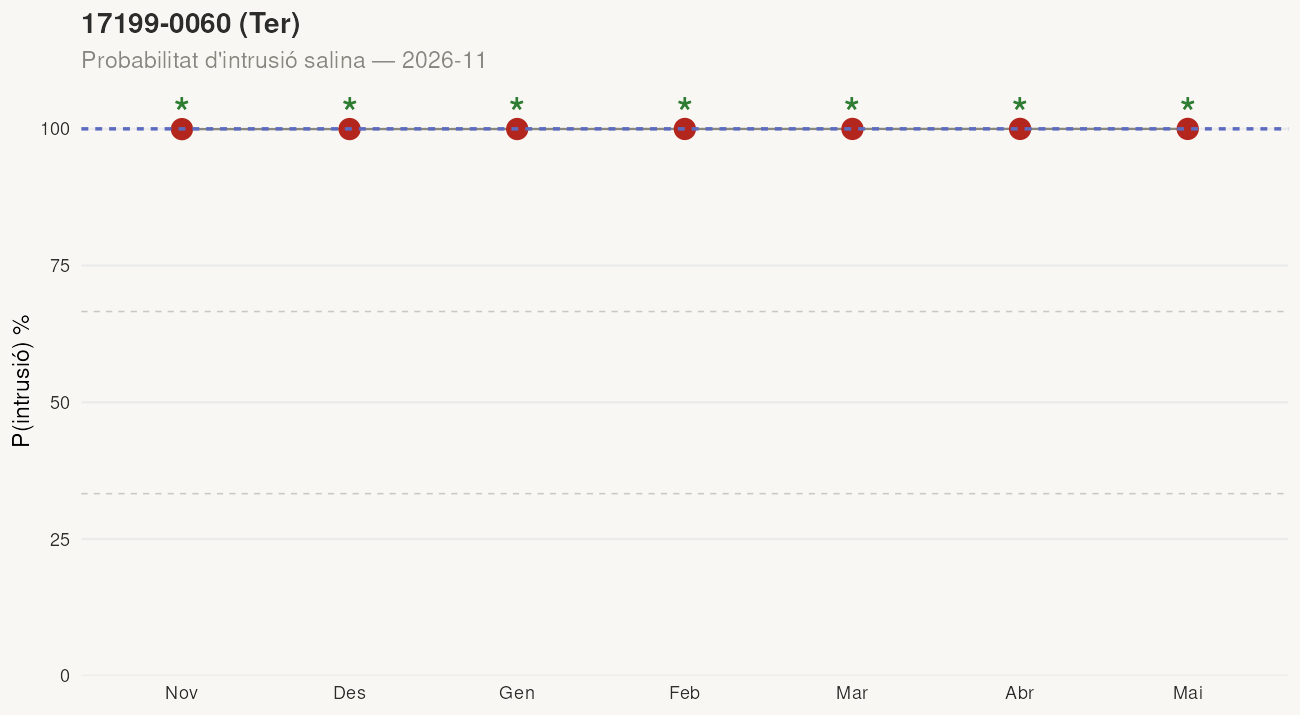 17199-0060 (Ter)
Probabilitat d'intrusió salina — 2026-11
* * * * * * *
100
75
50
25
0
P(intrusió) %
Nov Des Gen Feb Mar Abr Mai